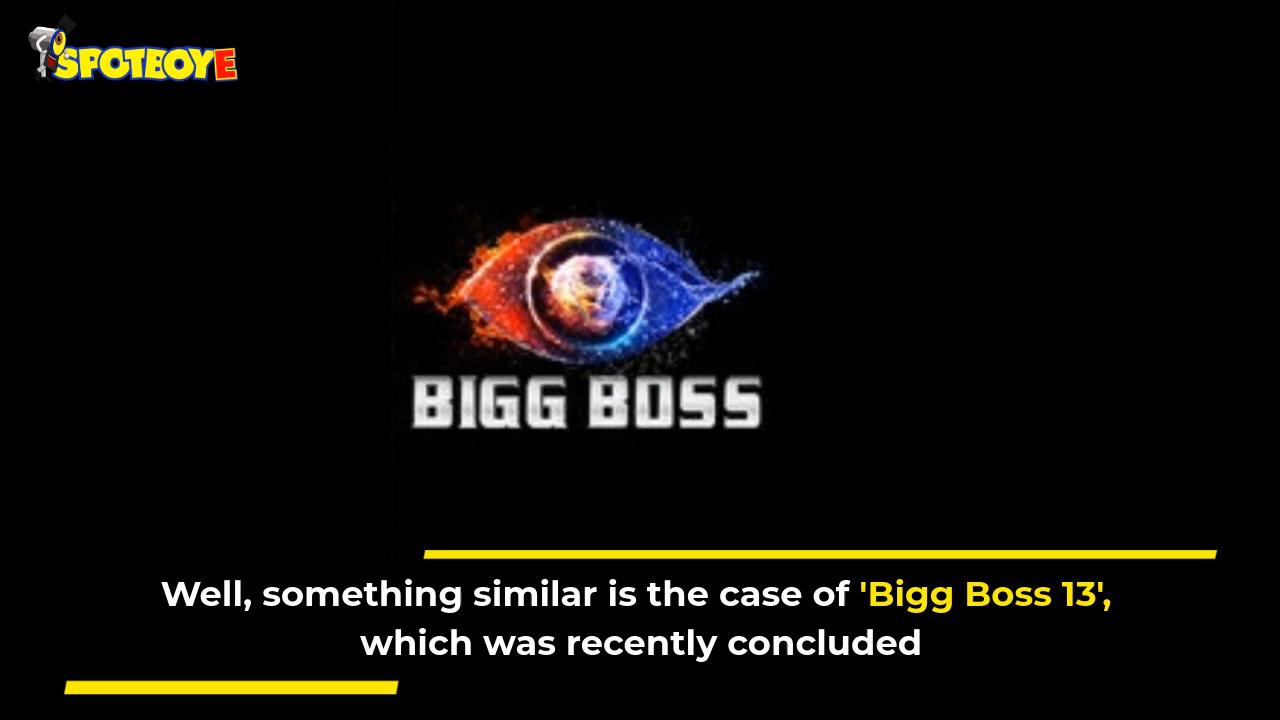 SPOTBOYE
BIGG BOSS
Well, something similar is the case of 'Bigg Boss 13',
which was recently concluded